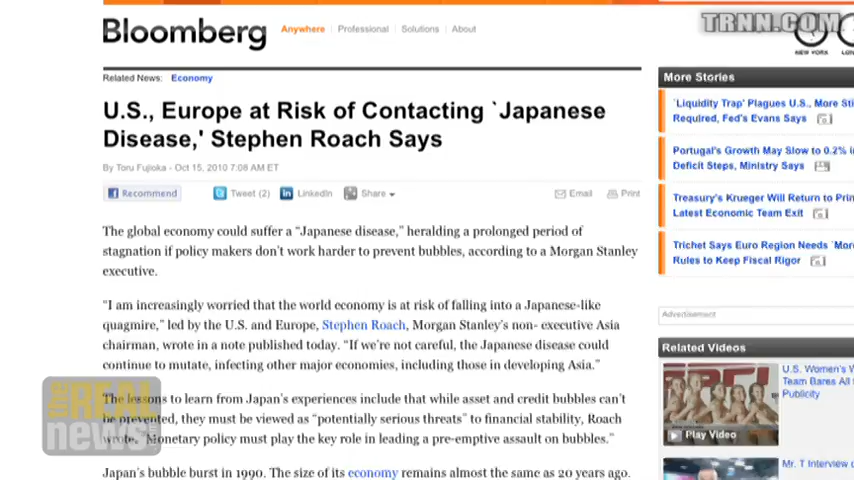 TRNN.COM
Bloomberg
Anywhere
Professional
Solutions
About
NEW YORK
Related News: Economy
U.S., Europe at Risk of Contacting `Japanese
Disease,' Stephen Roach Says
By Toru Fujioka - Oct 15, 2010 7:08 AM ET
Recommend
Tweet (2)
LinkedIn
Share
Email
Print
The global economy could suffer a “Japanese disease,” heralding a prolonged period of
stagnation if policy makers don’t work harder to prevent bubbles, according to a Morgan Stanley
executive.
“I am increasingly worried that the world economy is at risk of falling into a Japanese-like
quagmire,” led by the U.S. and Europe, Stephen Roach, Morgan Stanley’s non- executive Asia
chairman, wrote in a note published today. “If we’re not careful, the Japanese disease could
continue to mutate, infecting other major economies, including those in developing Asia.”
The lessons to learn from Japan’s experiences include that while asset and credit bubbles can’t
be prevented, they must be viewed as “potentially serious threats” to financial stability, Roach
wrote. “Monetary policy must play the key role in leading a pre-emptive assault on bubbles.”
Japan’s bubble burst in 1990. The size of its economy remains almost the same as 20 years ago.
More Stories
`Liquidity Trap' Plagues U.S., More Sti
Required, Fed's Evans Says
Portugal's Growth May Slow to 0.2% i
Deficit Steps, Ministry Says
Treasury's Krueger Will Return to Prin
Latest Economic Team Exit
Trichet Says Euro Region Needs `Mor
Rules to Keep Fiscal Rigor
Advertisement
Related Videos
Play Video
U.S. Women's W
Team Bares All
Publicity
Mr. T Interview o
the REAL
news